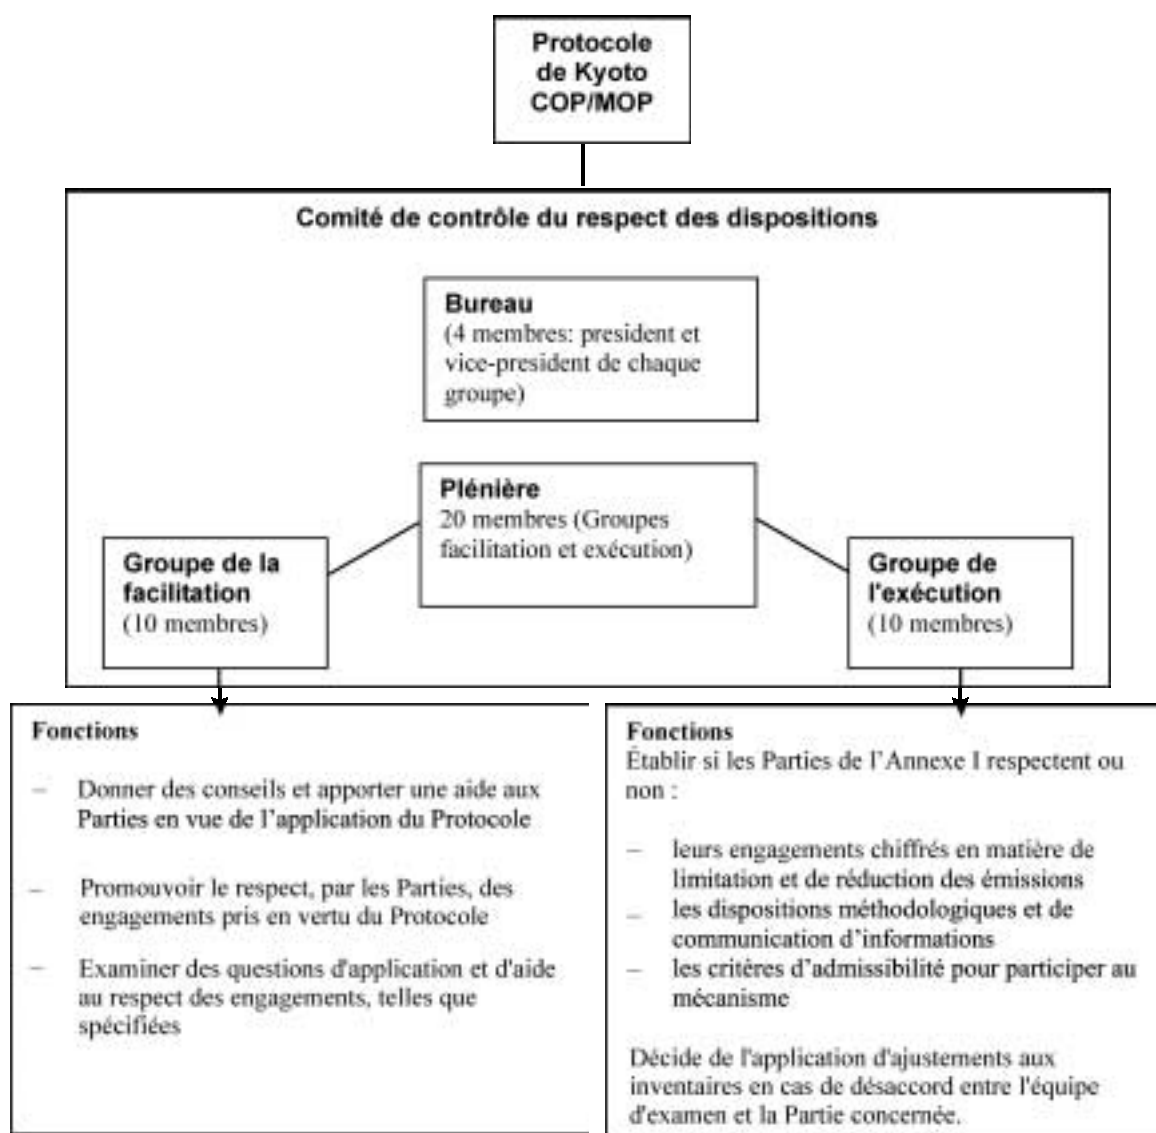 Protocole
de Kyoto
COP/MOP
Comité de contrôle du respect des dispositions
Bureau
(4 membres: president et
vice-president de chaque
groupe)
Plénière
20 membres (Groupes
facilitation et exécution)
Groupe de la
facilitation
(10 membres)
Groupe de
l'exécution
(10 membres)
Fonctions
– Donner des conseils et apporter une aide aux
Parties en vue de l’application du Protocole
– Promouvoir le respect, par les Parties, des
engagements pris en vertu du Protocole
– Examiner des questions d'application et d'aide
au respect des engagements, telles que
spécifiées
Fonctions
Établir si les Parties de l’Annexe I respectent ou
non :
– leurs engagements chiffrés en matière de
limitation et de réduction des émissions
– les dispositions méthodologiques et de
communication d’informations
– les critères d’admissibilité pour participer au
mécanisme
Décide de l'application d'ajustements aux
inventaires en cas de désaccord entre l'équipe
d'examen et la Partie concernée.